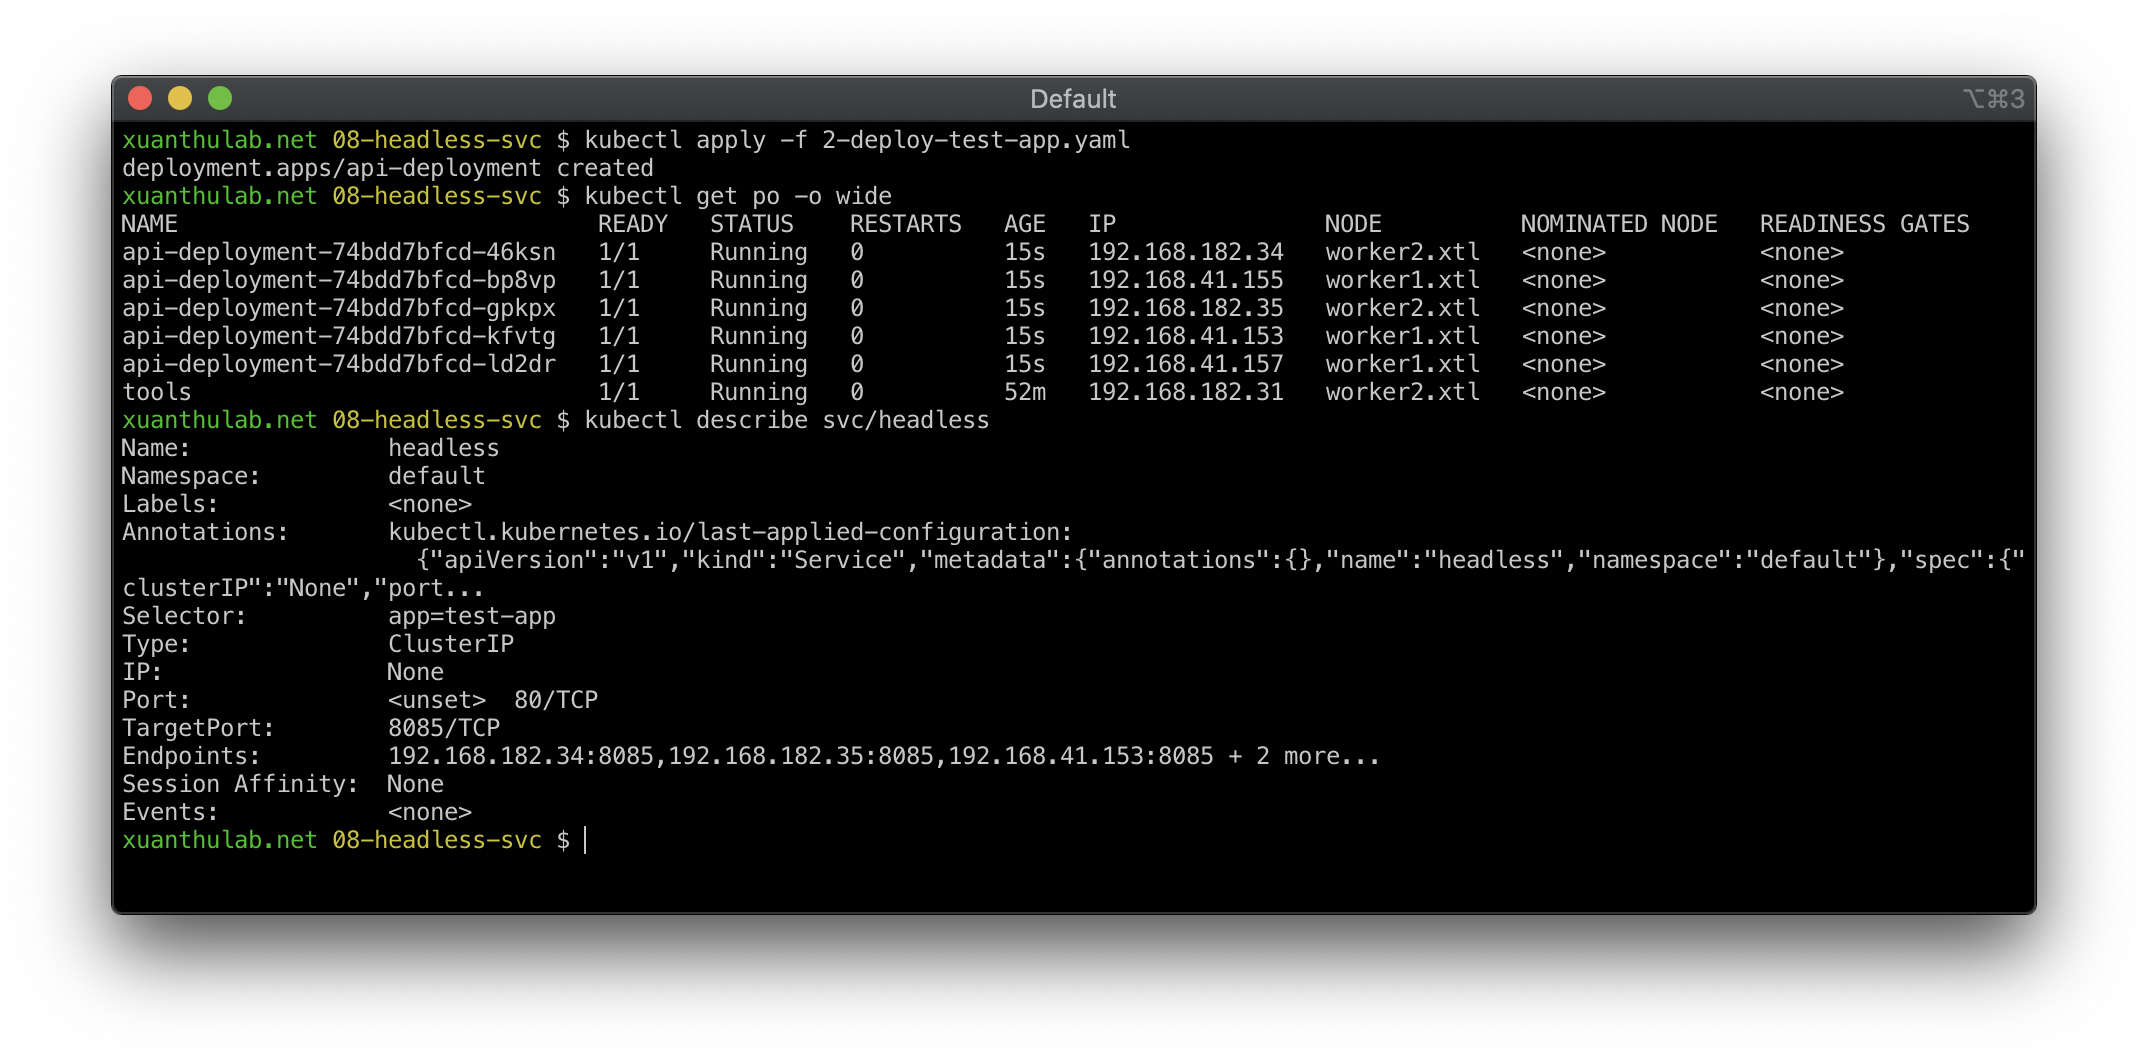 Default
⌥⌘3
xuanthulab.net 08-headless-svc $ kubectl apply -f 2-deploy-test-app.yaml
deployment.apps/api-deployment created
xuanthulab.net 08-headless-svc $ kubectl get po -o wide
NAME                              READY   STATUS    RESTARTS   AGE   IP               NODE          NOMINATED NODE   READINESS GATES
api-deployment-74bdd7bfcd-46ksn   1/1     Running   0          15s   192.168.182.34   worker2.xtl   <none>           <none>
api-deployment-74bdd7bfcd-bp8vp   1/1     Running   0          15s   192.168.41.155   worker1.xtl   <none>           <none>
api-deployment-74bdd7bfcd-gpkpx   1/1     Running   0          15s   192.168.182.35   worker2.xtl   <none>           <none>
api-deployment-74bdd7bfcd-kfvtg   1/1     Running   0          15s   192.168.41.153   worker1.xtl   <none>           <none>
api-deployment-74bdd7bfcd-ld2dr   1/1     Running   0          15s   192.168.41.157   worker1.xtl   <none>           <none>
tools                             1/1     Running   0          52m   192.168.182.31   worker2.xtl   <none>           <none>
xuanthulab.net 08-headless-svc $ kubectl describe svc/headless
Name:              headless
Namespace:         default
Labels:            <none>
Annotations:       kubectl.kubernetes.io/last-applied-configuration:
                     {"apiVersion":"v1","kind":"Service","metadata":{"annotations":{},"name":"headless","namespace":"default"},"spec":{"
clusterIP":"None","port...
Selector:          app=test-app
Type:              ClusterIP
IP:                None
Port:              <unset>  80/TCP
TargetPort:        8085/TCP
Endpoints:         192.168.182.34:8085,192.168.182.35:8085,192.168.41.153:8085 + 2 more...
Session Affinity:  None
Events:            <none>
xuanthulab.net 08-headless-svc $